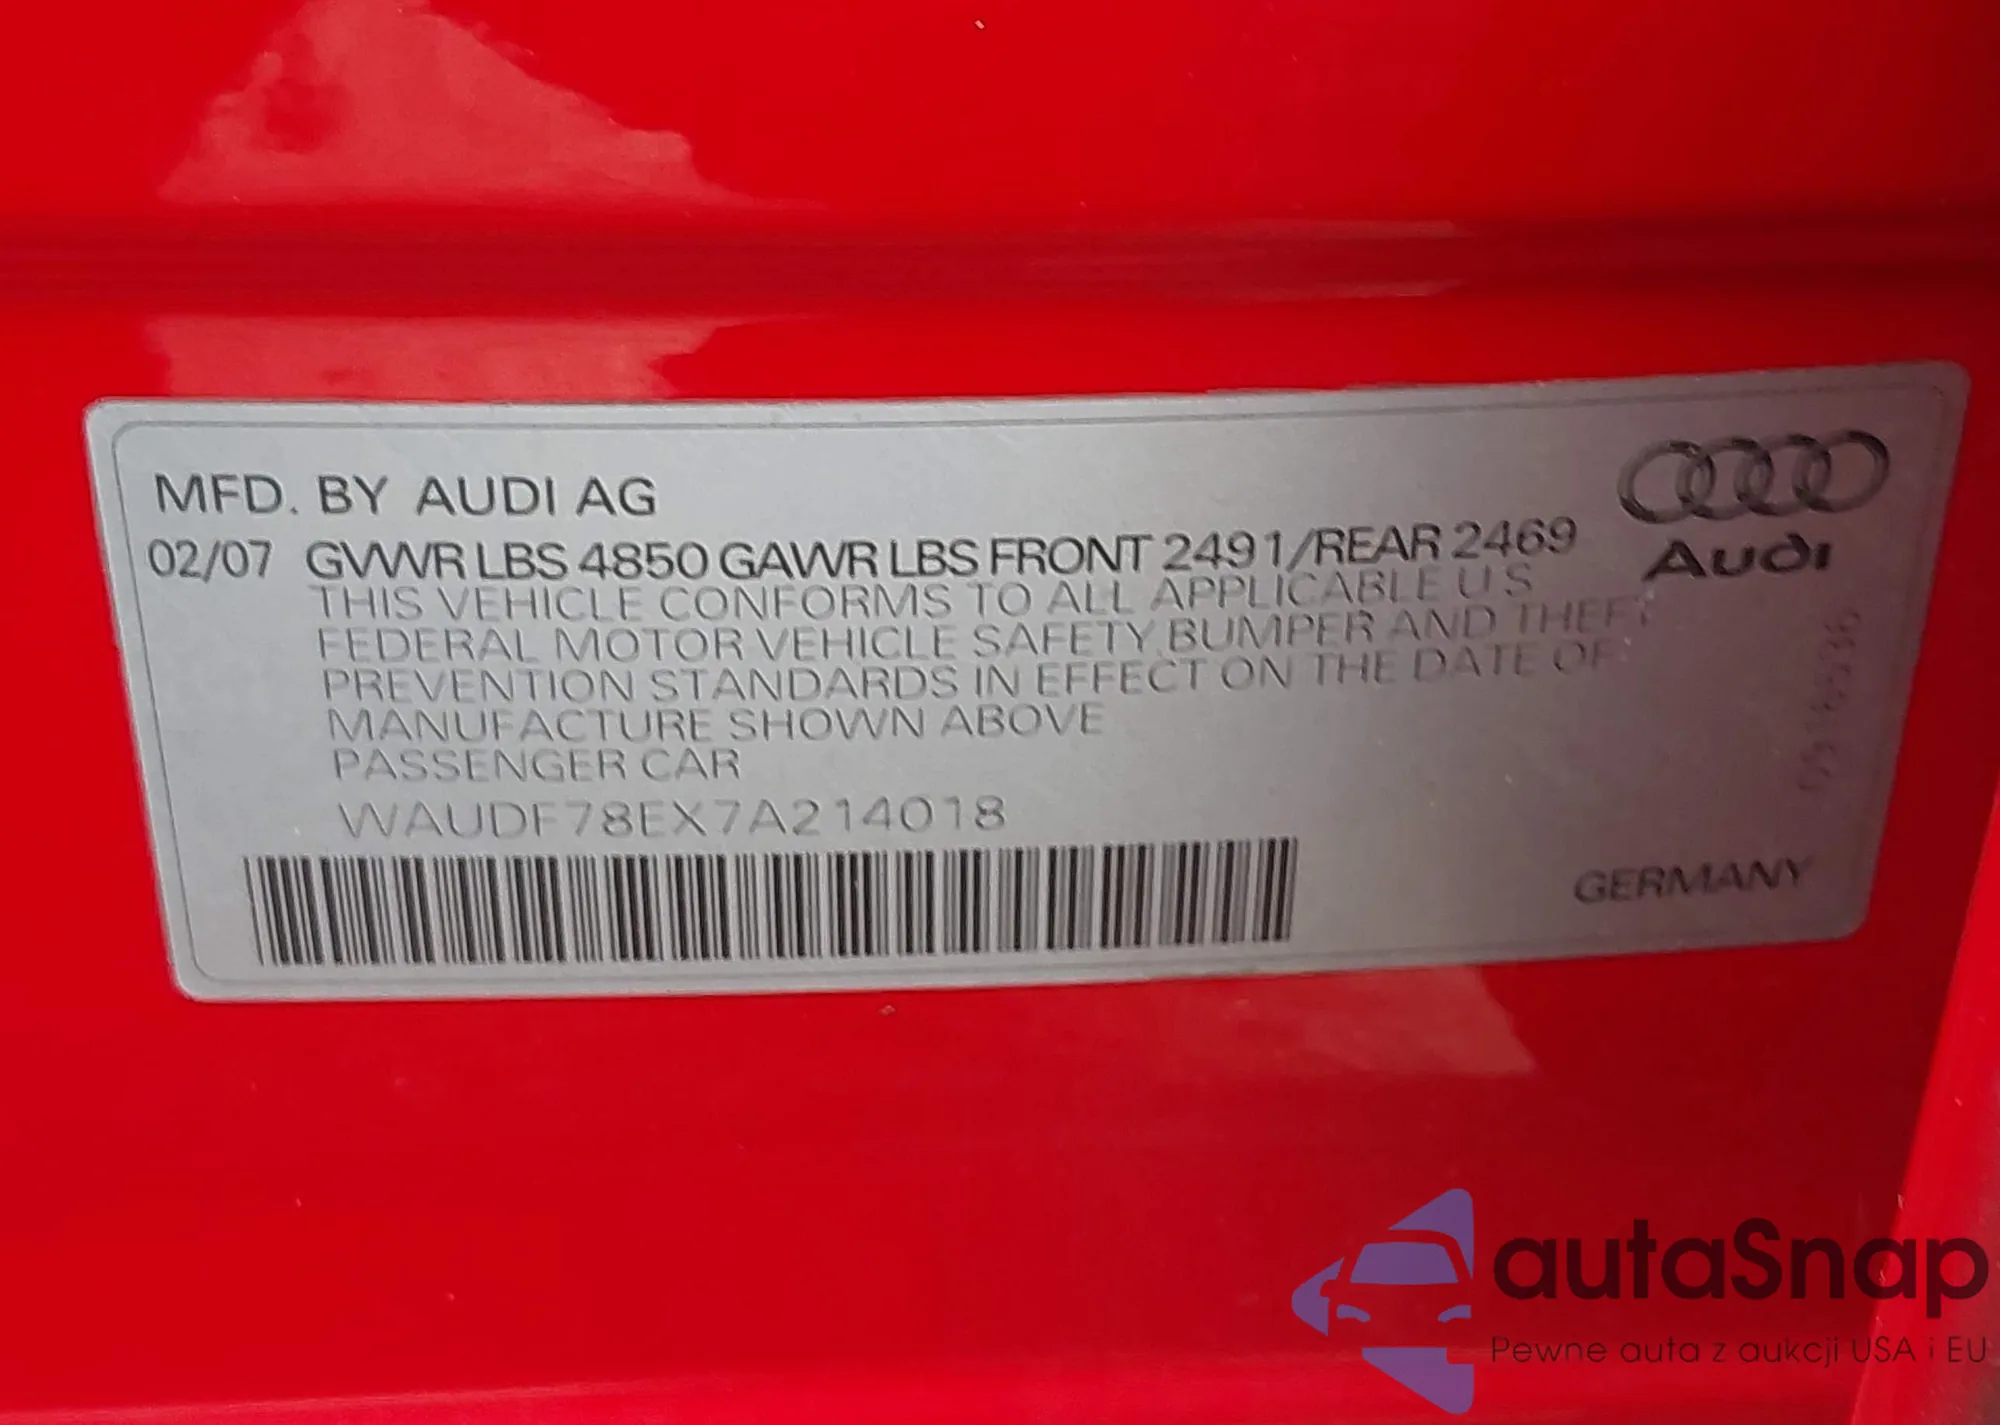 MFD. BY AUDI AG
02/07 GVWR LBS 4850 GAWR LBS FRONT 2491/REAR 2469
Audi
THIS VEHICLE CONFORMS TO ALL APPLICABLE U S
FEDERAL MOTOR VEHICLE SAFETY BUMPER AND THEFT
PREVENTION STANDARDS IN EFFECT ON THE DATE OF
MANUFACTURE SHOWN ABOVE
PASSENGER CAR
WAUDF78EX7A214018
GERMANY
autaSnap
Pewne auta z aukcji USA i EU